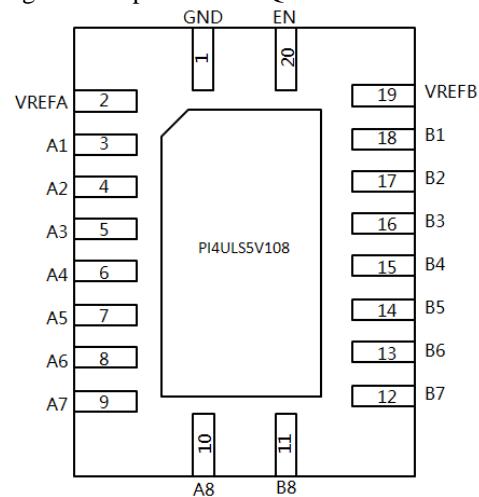 GND EN
1 20
VREFA 2 19 VREFB
A1 3 18 B1
A2 4 17 B2
A3 5 16 B3
PI4ULS5V108
A4 6 15 B4
A5 7 14 B5
A6 8 13 B6
A7 9 12 B7
10 11
A8 B8